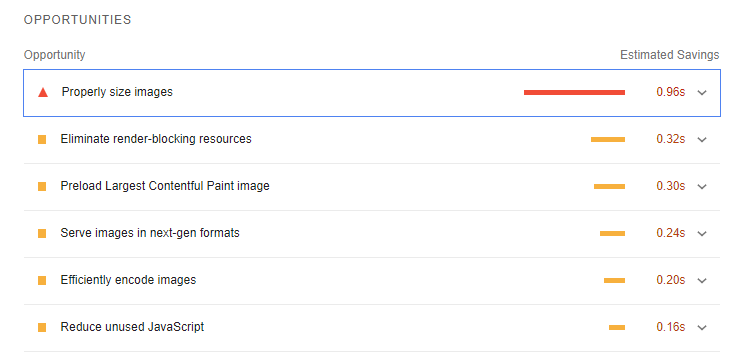 OPPORTUNITIES
Opportunity Estimated Savings
Properly size images 0.96s
Eliminate render-blocking resources 0.32s
Preload Largest Contentful Paint image 0.30s
Serve images in next-gen formats 0.24s
Efficiently encode images 0.20s
Reduce unused JavaScript 0.16s